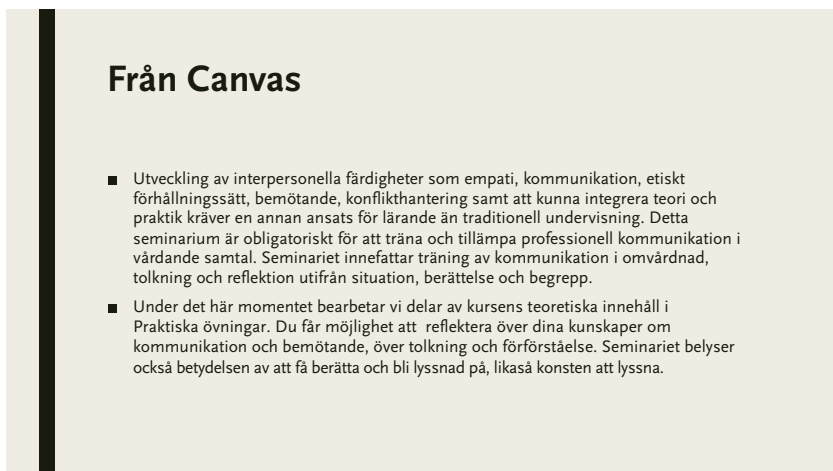 Från Canvas
■ Utveckling av interpersonella färdigheter som empati, kommunikation, etiskt
förhållningssätt, bemötande, konflikthantering samt att kunna integrera teori och
praktik kräver en annan ansats för lärande än traditionell undervisning. Detta
seminarium är obligatoriskt för att träna och tillämpa professionell kommunikation i
vårdande samtal. Seminariet innefattar träning av kommunikation i omvårdnad,
tolkning och reflektion utifrån situation, berättelse och begrepp.
■ Under det här momentet bearbetar vi delar av kursens teoretiska innehåll i
Praktiska övningar. Du får möjlighet att  reflektera över dina kunskaper om
kommunikation och bemötande, över tolkning och förförståelse. Seminariet belyser
också betydelsen av att få berätta och bli lyssnad på, likaså konsten att lyssna.